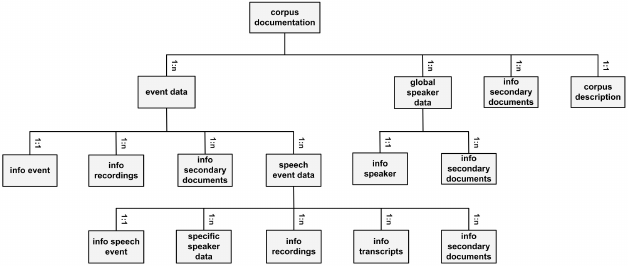 corpus
documentation
1:n
1:n
1:n
1:1
event data
global
speaker
data
info
secondary
documents
corpus
description
1:1
1:n
1:n
1:n
1:1
1:n
info event
info
recordings
info
secondary
documents
speech
event data
info
speaker
info
secondary
documents
1:1
1:n
1:n
1:n
1:n
info speech
event
specific
speaker
data
info
recordings
info
transcripts
info
secondary
documents